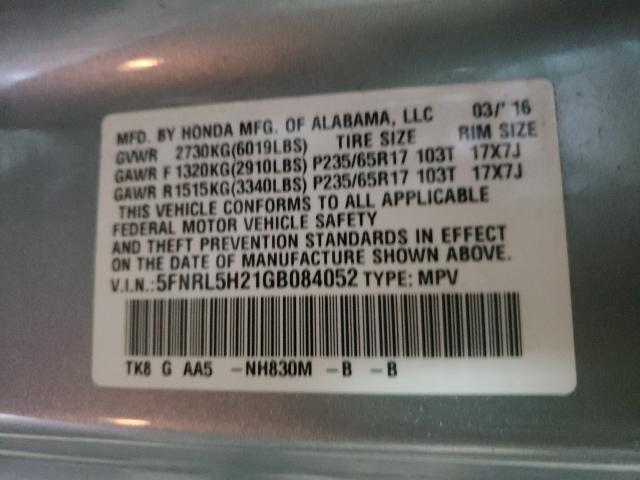 MFD. BY HONDA MFG. OF ALABAMA, LLC 03/' 16
GVWR 2730KG(6019LBS) TIRE SIZE RIM SIZE
GAWR F 1320KG(2910LBS) P235/65R17 103T 17X7J
GAWR R1515KG(3340LBS) P235/65R17 103T 17X7J
THIS VEHICLE CONFORMS TO ALL APPLICABLE
FEDERAL MOTOR VEHICLE SAFETY
AND THEFT PREVENTION STANDARDS IN EFFECT
ON THE DATE OF MANUFACTURE SHOWN ABOVE.
V.I.N.:5FNRL5H21GB084052 TYPE: MPV
TK8 G AA5 -NH830M -B -B